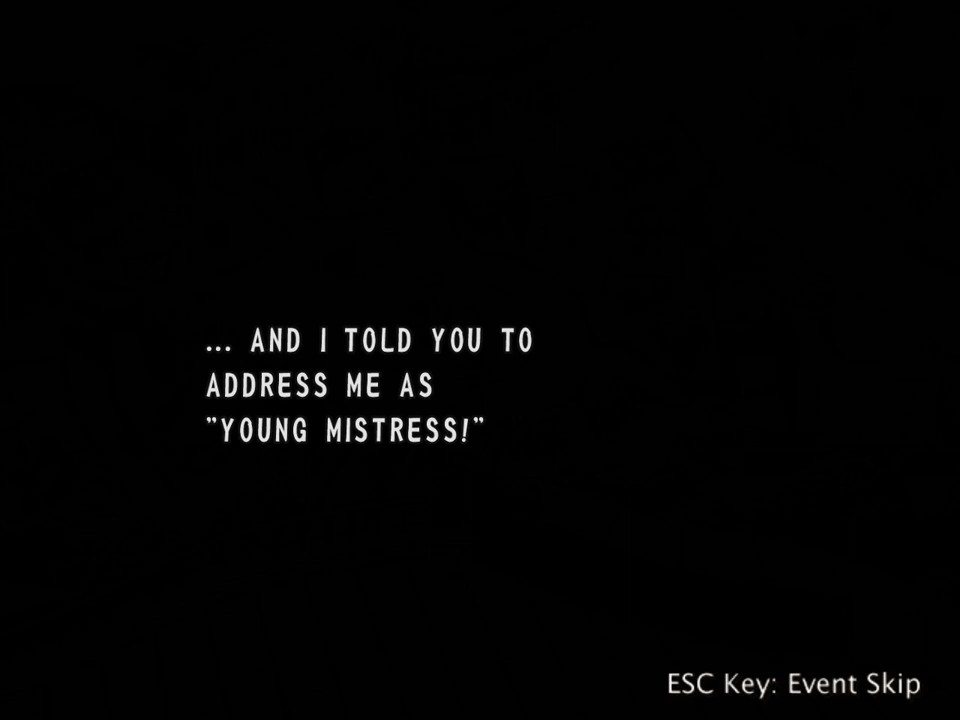 ... AND I TOLD YOU TO
ADDRESS ME AS
"YOUNG MISTRESS!"
ESC Key: Event Skip